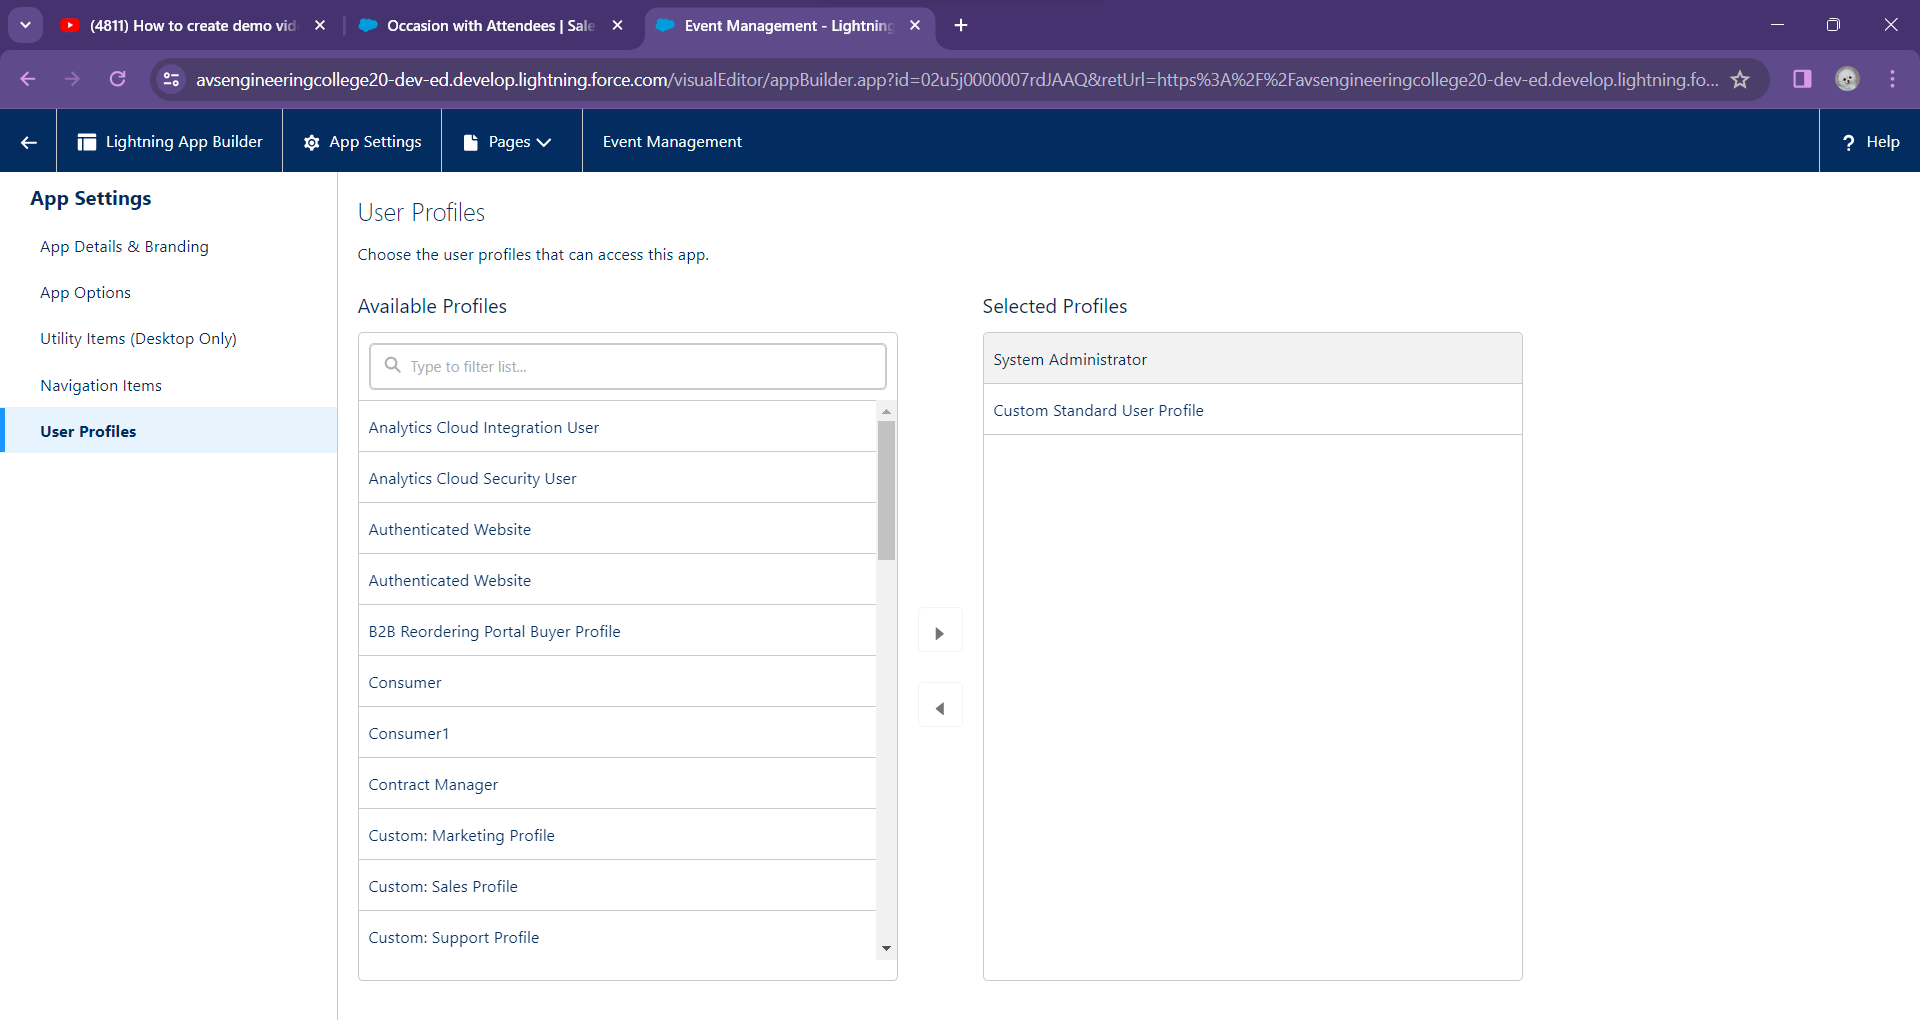 (4811) How to create demo vid
Occasion with Attendees | Sale
Event Management - Lightning
avsengineeringcollege20-dev-ed.develop.lightning.force.com/visualEditor/appBuilder.app?id=02u5j0000007rdJAAQ&retUrl=https%3A%2F%2Favsengineeringcollege20-dev-ed.develop.lightning.fo...
Lightning App Builder
App Settings
Pages
Event Management
? Help
App Settings
App Details & Branding
App Options
Utility Items (Desktop Only)
Navigation Items
User Profiles
User Profiles
Choose the user profiles that can access this app.
Available Profiles
Type to filter list...
Analytics Cloud Integration User
Analytics Cloud Security User
Authenticated Website
Authenticated Website
B2B Reordering Portal Buyer Profile
Consumer
Consumer1
Contract Manager
Custom: Marketing Profile
Custom: Sales Profile
Custom: Support Profile
Selected Profiles
System Administrator
Custom Standard User Profile